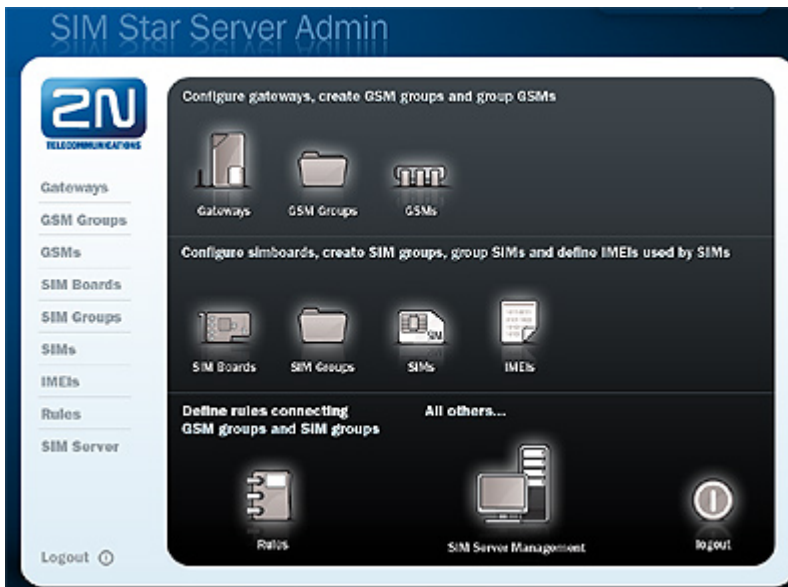 SIM Star Server Admin
2N
TELECOMMUNICATIONS
Gateways
GSM Groups
GSMs
SIM Boards
SIM Groups
SIMs
IMEIs
Rules
SIM Server
Logout
Configure gateways, create GSM groups and group GSMs
Gateways
GSM Groups
GSMs
Configure simboards, create SIM groups, group SIMs and define IMEIs used by SIMs
SIM
SIM Boards
SIM Groups
SIMs
IMEIs
Define rules connecting
GSM groups and SIM groups
All others...
Rules
SIM Server Management
logout